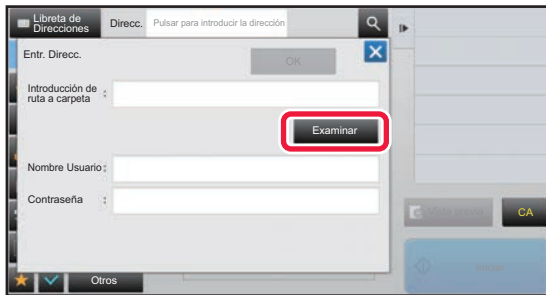 Libreta de
Direcciones
Direcc.
Pulsar para introducir la dirección
Entr. Direcc.
OK
Introducción de
ruta a carpeta :
Examinar
Nombre Usuario :
Contraseña :
CA
Otros